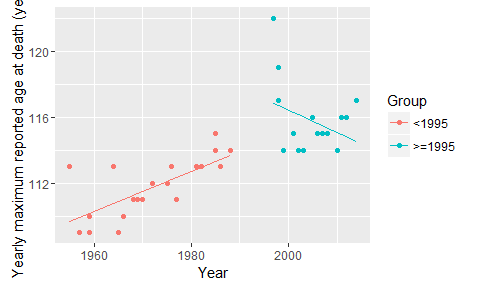 Yearly maximum reported age at death (ye
120
116
112
1960
1980
2000
Year
Group
<1995
>=1995